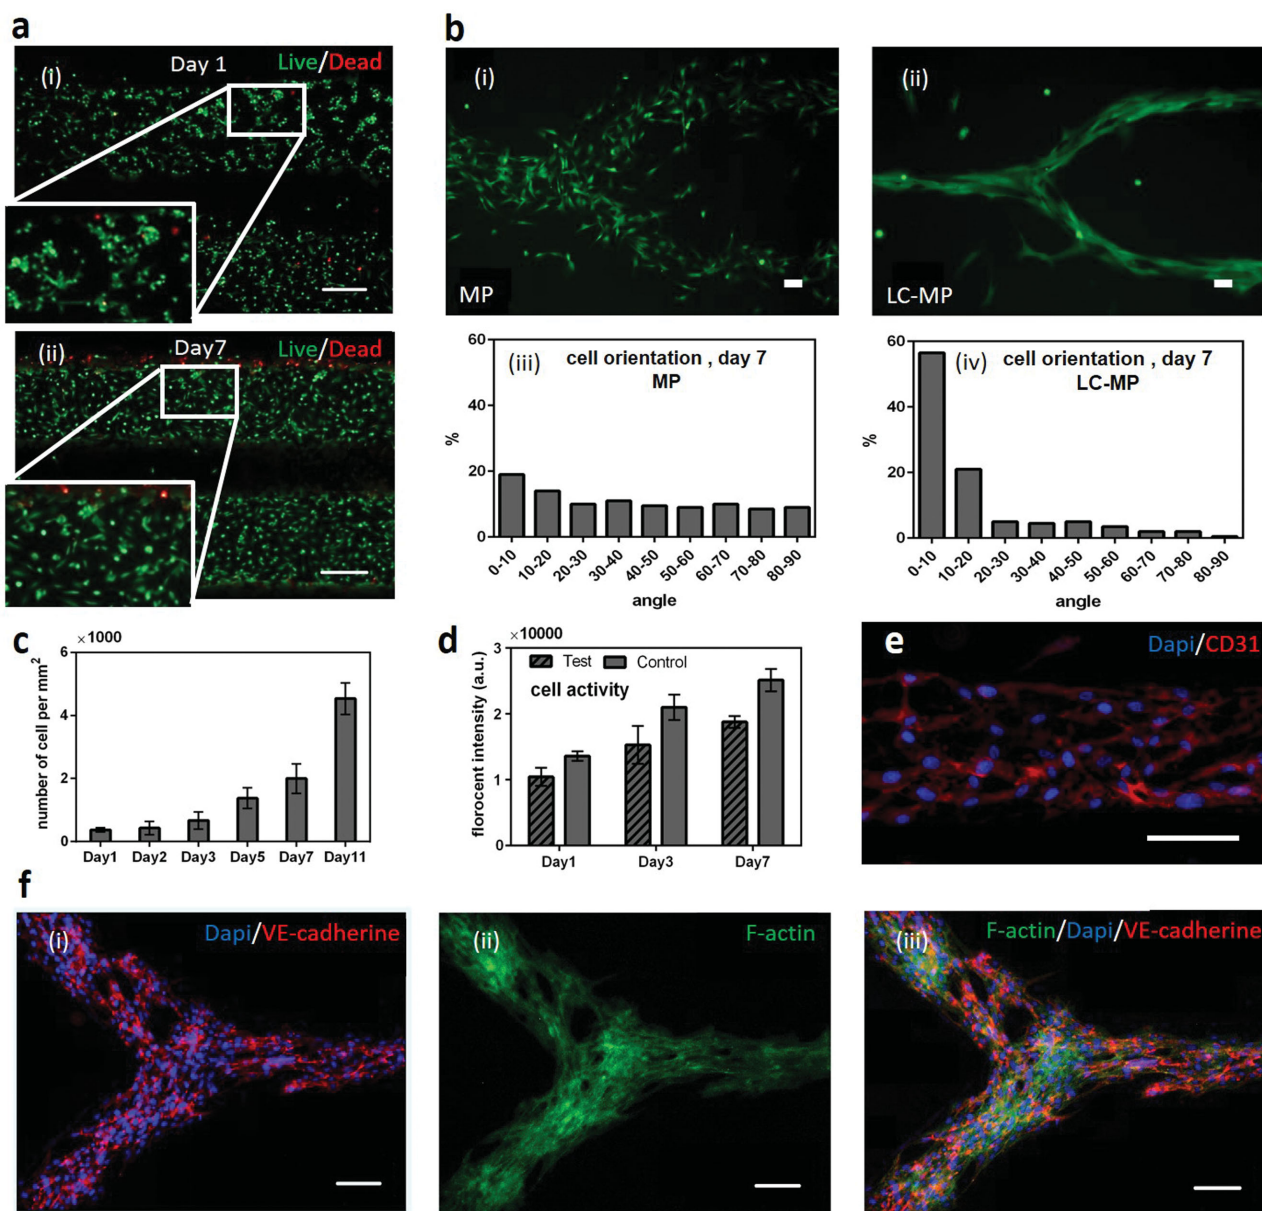 a
(i)
Day 1
Live/Dead
(ii)
Day7
Live/Dead
b
(i)
MP
(ii)
LC-MP
(iii)
cell orientation , day 7
MP
60
40
20
0
%
0-10
10-20
20-30
30-40
40-50
50-60
60-70
70-80
80-90
angle
(iv)
cell orientation , day 7
LC-MP
60
40
20
0
%
0-10
10-20
20-30
30-40
40-50
50-60
60-70
70-80
80-90
angle
c
×1000
6
4
2
0
number of cell per mm²
Day1
Day2
Day3
Day5
Day7
Day11
d
×10000
3
2
1
0
florocent intensity (a.u.)
Test
Control
cell activity
Day1
Day3
Day7
e
Dapi/CD31
f
(i)
Dapi/VE-cadherine
(ii)
F-actin
(iii)
F-actin/Dapi/VE-cadherine